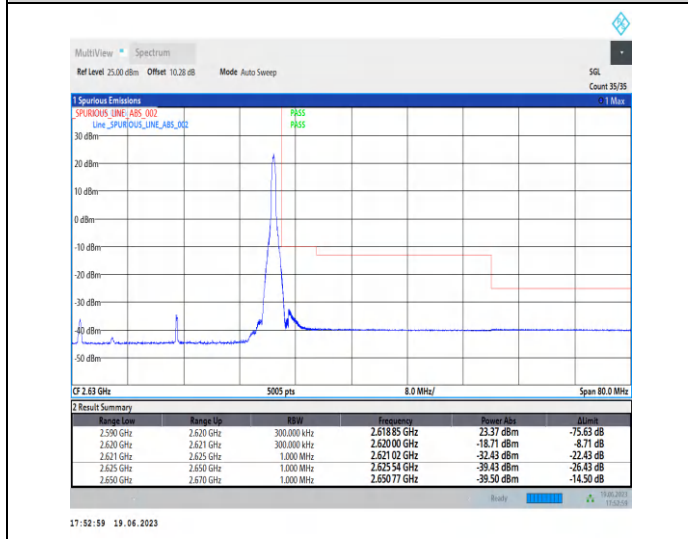 MultiView Spectrum
Ref Level 25.00 dBm Offset 10.28 dB Mode Auto Sweep SGL
Count 35/35
1 Spurious Emissions 1 Max
_SPURIOUS_LINE_ABS_002 PASS
Line _SPURIOUS_LINE_ABS_002 PASS
30 dBm
20 dBm
10 dBm
0 dBm
-10 dBm
-20 dBm
-30 dBm
-40 dBm
-50 dBm
CF 2.63 GHz 5005 pts 8.0 MHz/ Span 80.0 MHz
2 Result Summary
Range Low Range Up RBW Frequency Power Abs ΔLimit
2.590 GHz 2.620 GHz 300.000 kHz 2.618 85 GHz 23.37 dBm -75.63 dB
2.620 GHz 2.621 GHz 300.000 kHz 2.620 00 GHz -18.71 dBm -8.71 dB
2.621 GHz 2.625 GHz 1.000 MHz 2.621 02 GHz -32.43 dBm -22.43 dB
2.625 GHz 2.650 GHz 1.000 MHz 2.625 54 GHz -39.43 dBm -26.43 dB
2.650 GHz 2.670 GHz 1.000 MHz 2.650 77 GHz -39.50 dBm -14.50 dB
Ready 19.06.2023
17:52:58
17:52:59 19.06.2023